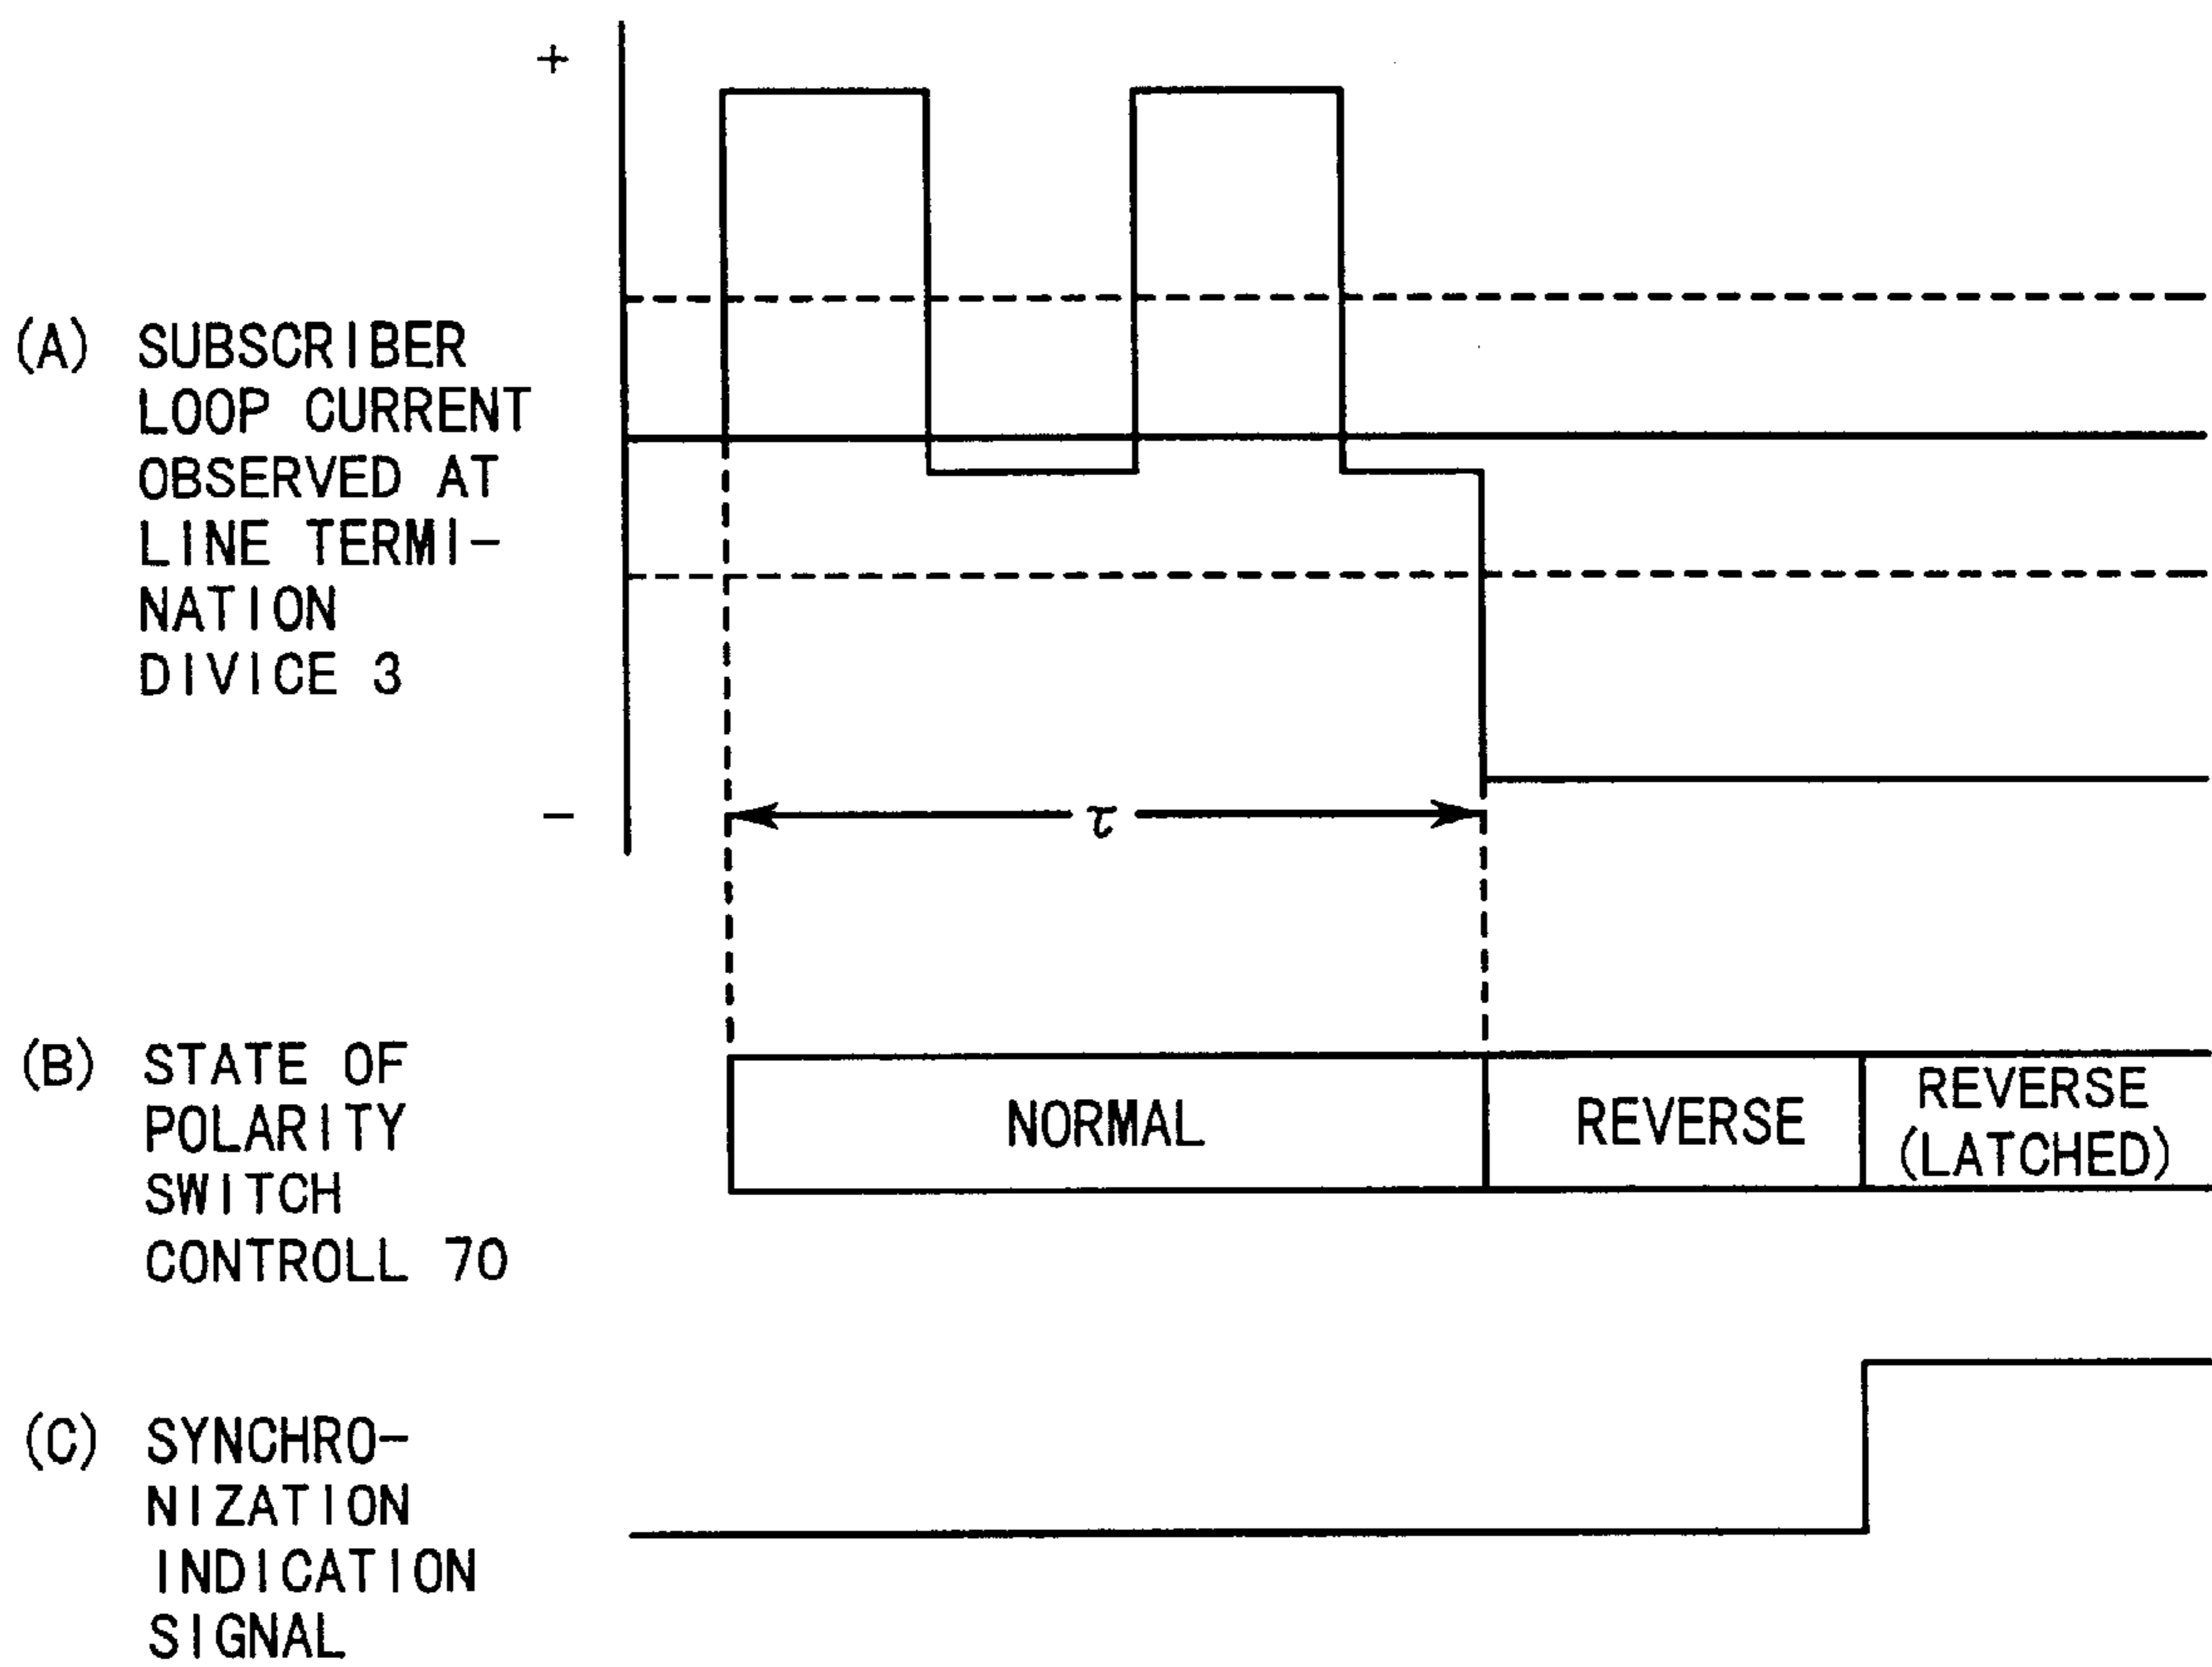 +
(A) SUBSCRIBER
LOOP CURRENT
OBSERVED AT
LINE TERMI-
NATION
DIVICE 3
−
τ
(B) STATE OF
POLARITY
SWITCH
CONTROLL 70
NORMAL
REVERSE
REVERSE
(LATCHED)
(C) SYNCHRO-
NIZATION
INDICATION
SIGNAL